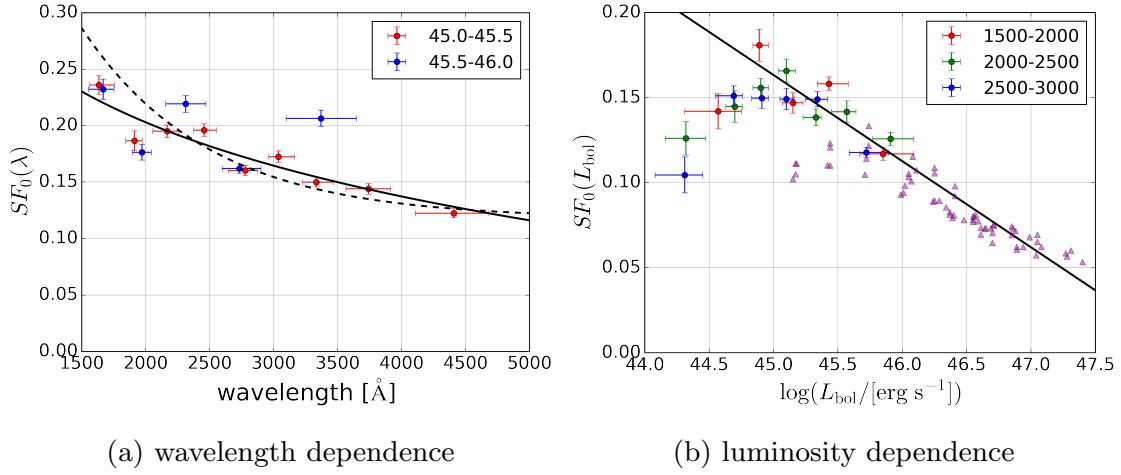 0.30
0.25
0.20
0.15
0.10
0.05
0.00
SF₀(λ)
45.0-45.5
45.5-46.0
1500 2000 2500 3000 3500 4000 4500 5000
wavelength [Å]
(a) wavelength dependence
0.20
0.15
0.10
0.05
0.00
SF₀(L_bol)
1500-2000
2000-2500
2500-3000
44.0 44.5 45.0 45.5 46.0 46.5 47.0 47.5
log(L_bol/[erg s⁻¹])
(b) luminosity dependence